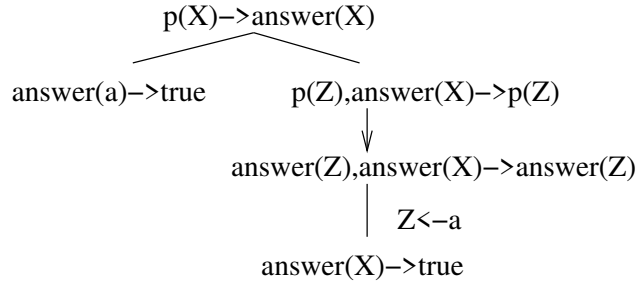 p(X)->answer(X)
answer(a)->true
p(Z),answer(X)->p(Z)
answer(Z),answer(X)->answer(Z)
Z<-a
answer(X)->true